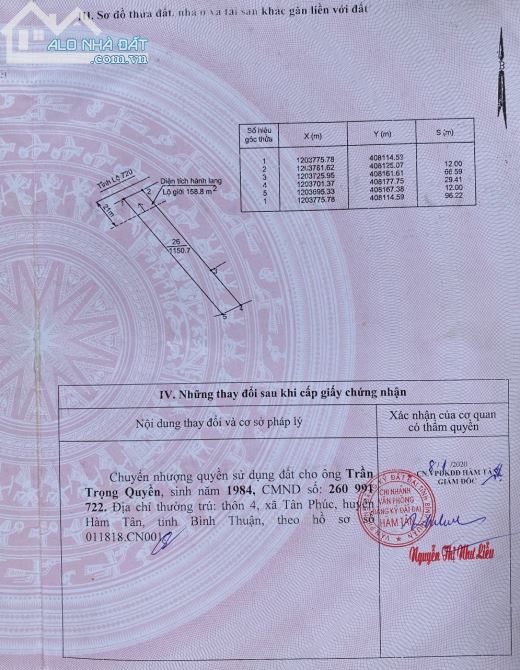 III. Sơ đồ thửa đất, nhà ở và tài sản khác gắn liền với đất
ALO NHÀ ĐẤT
.com.vn
Số hiệu góc thửa X (m) Y (m) S (m)
1 1203775.78 408114.59
12.00
2 1203781.62 408125.07
66.59
3 1203725.95 408161.61
29.41
4 1203701.37 408177.75
12.00
5 1203695.33 408167.38
96.22
1 1203775.78 408114.59
Tỉnh Lộ 720
Diện tích hành lang
Lộ giới 158.8 m2
21m
2
26
1150.7
3
4
5
IV. Những thay đổi sau khi cấp giấy chứng nhận
Nội dung thay đổi và cơ sở pháp lý
Xác nhận của cơ quan
có thẩm quyền
Chuyển nhượng quyền sử dụng đất cho ông Trần
Trọng Quyền, sinh năm 1984, CMND số: 260 991
722. Địa chỉ thường trú: thôn 4, xã Tân Phúc, huyện
Hàm Tân, tỉnh Bình Thuận, theo hồ sơ số
011818.CN001
8/1/2020
CN.VPĐKĐĐ HÀM TÂN
GIÁM ĐỐC
CHI NHÁNH
VĂN PHÒNG
ĐĂNG KÝ ĐẤT ĐAI
HÀM TÂN
Nguyễn Thị Như Liễu